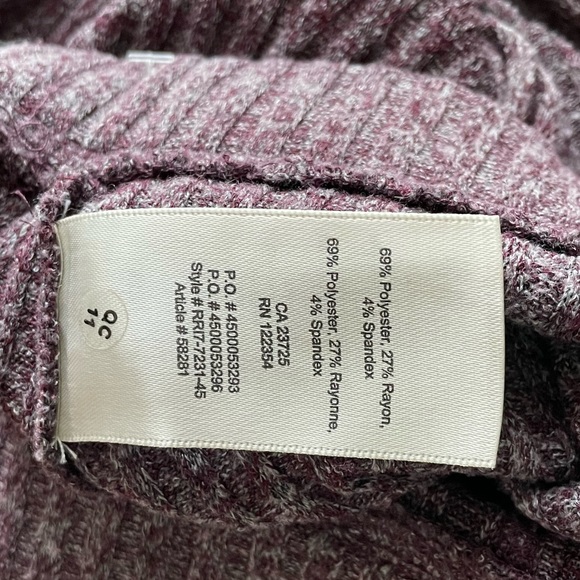 69% Polyester, 27% Rayon,
4% Spandex
69% Polyester, 27% Rayonne,
4% Spandex
CA 23725
RN 122354
P.O. # 4500053293
P.O. # 4500053296
Style # RRI7-7231-45
Article # 58281
QC
11